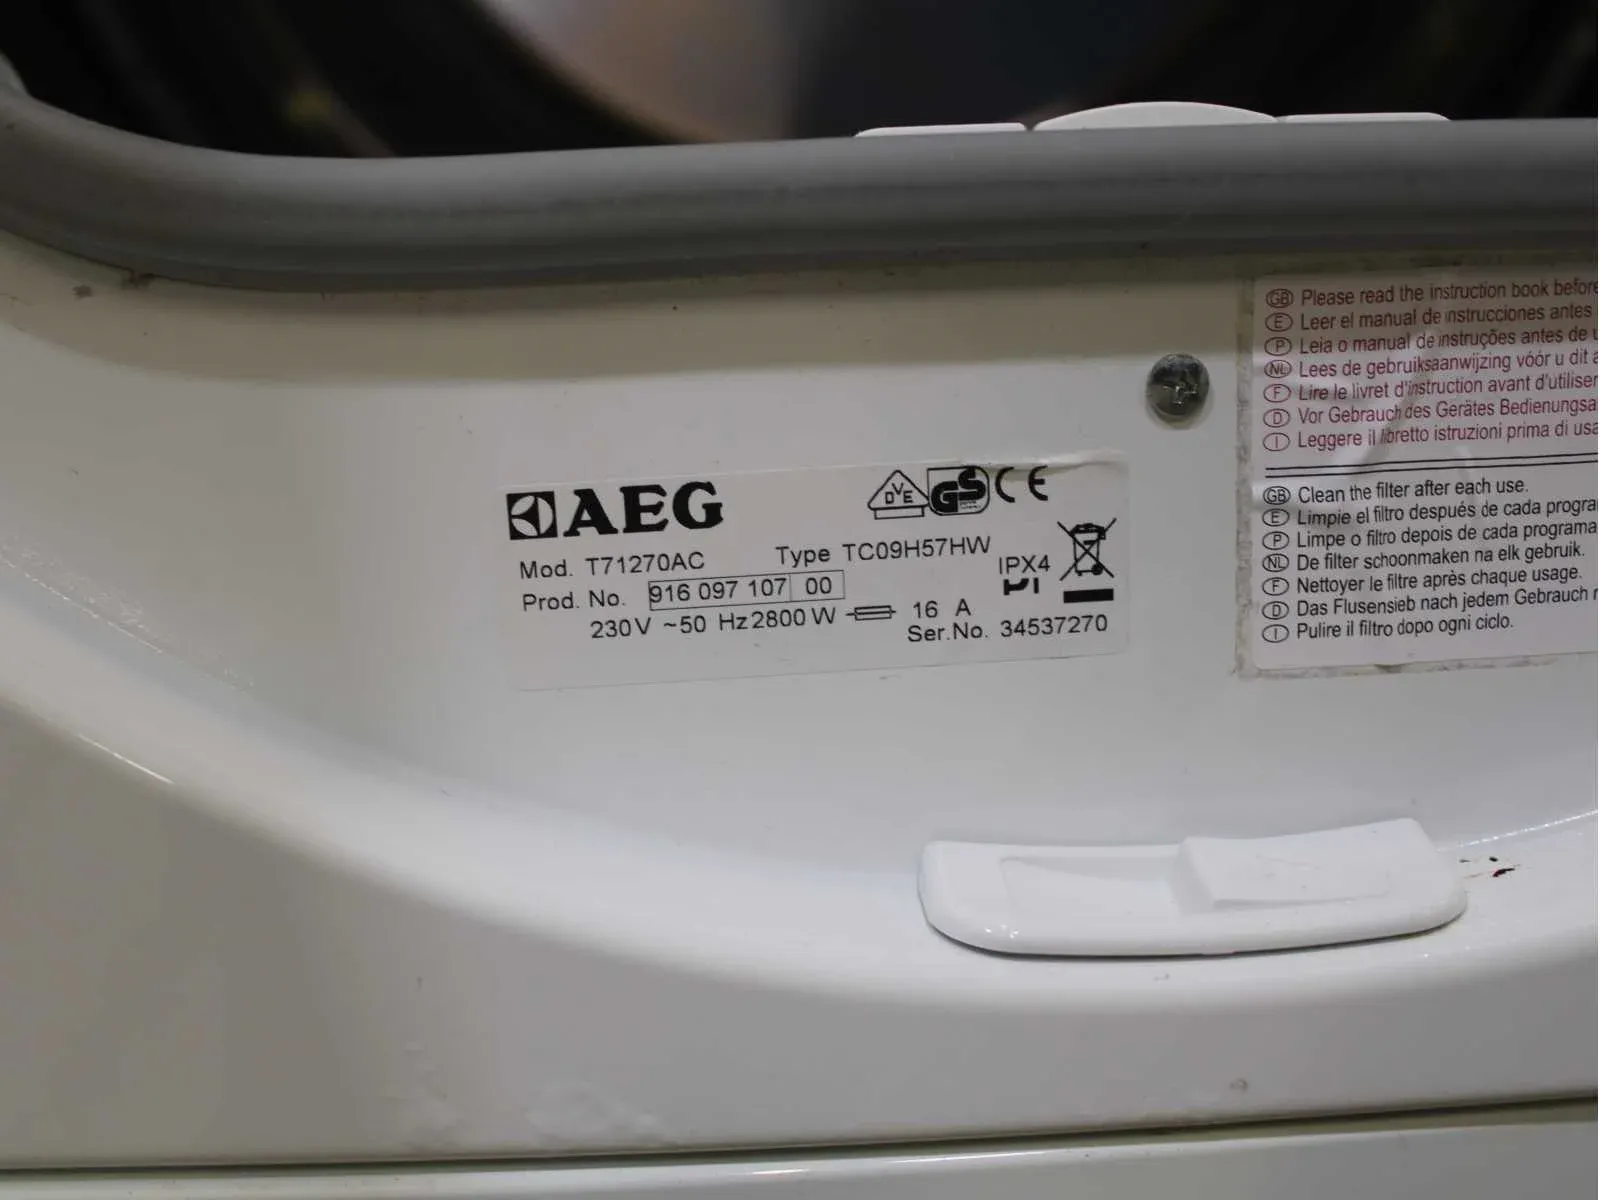 AEG
DVE GS CE
Mod. T71270AC Type TC09H57HW
Prod. No. 916 097 107 00 IPX4
230V ~50 Hz 2800 W 16 A
Ser.No. 34537270
GB Please read the instruction book before
E Leer el manual de instrucciones antes
P Leia o manual de instruções antes de
NL Lees de gebruiksaanwijzing vóór u dit
F Lire le livret d'instruction avant d'utiliser
D Vor Gebrauch des Gerätes Bedienungsa
I Leggere il libretto istruzioni prima di usa
GB Clean the filter after each use.
E Limpie el filtro después de cada progra
P Limpe o filtro depois de cada programa
NL De filter schoonmaken na elk gebruik.
F Nettoyer le filtre après chaque usage.
D Das Flusensieb nach jedem Gebrauch
I Pulire il filtro dopo ogni ciclo.